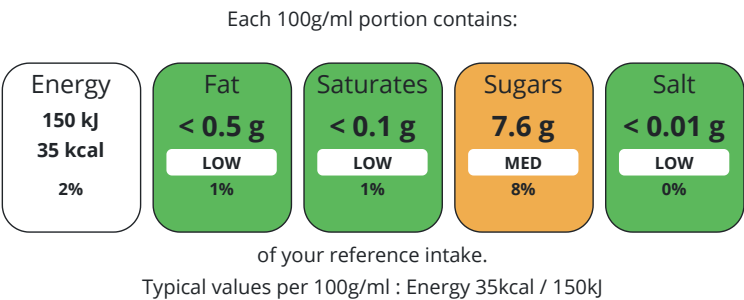 Each 100g/ml portion contains:
Energy
150 kJ
35 kcal
2%
Fat
< 0.5 g
LOW
1%
Saturates
< 0.1 g
LOW
1%
Sugars
7.6 g
MED
8%
Salt
< 0.01 g
LOW
0%
of your reference intake.
Typical values per 100g/ml : Energy 35kcal / 150kJ